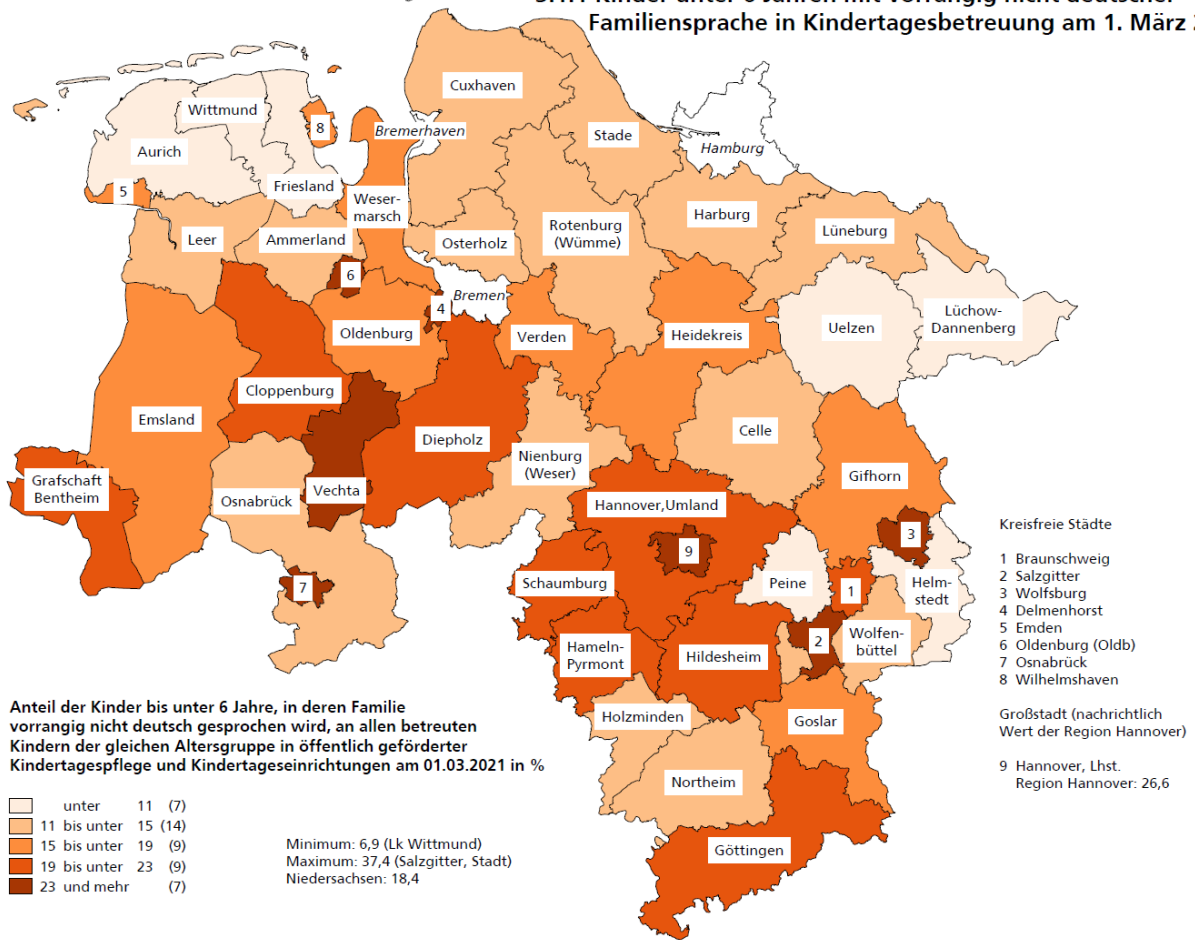 Kinder unter 6 Jahren mit vorrangig nicht deutscher
Familiensprache in Kindertagesbetreuung am 1. März
Cuxhaven
Wittmund
8
Bremerhaven
Stade
Aurich
Hamburg
5
Friesland
Weser-
marsch
Harburg
Rotenburg
(Wümme)
Lüneburg
Leer
Ammerland
Osterholz
6
Bremen
4
Lüchow-
Dannenberg
Oldenburg
Verden
Heidekreis
Uelzen
Cloppenburg
Emsland
Diepholz
Celle
Nienburg
(Weser)
Gifhorn
Grafschaft
Bentheim
Osnabrück
Vechta
Hannover,Umland
Kreisfreie Städte
3
9
1 Braunschweig
2 Salzgitter
3 Wolfsburg
4 Delmenhorst
5 Emden
6 Oldenburg (Oldb)
7 Osnabrück
8 Wilhelmshaven
7
Schaumburg
Peine
1
Helm-
stedt
2
Wolfen-
büttel
Hameln-
Pyrmont
Hildesheim
Holzminden
Goslar
Großstadt (nachrichtlich
Wert der Region Hannover)
9 Hannover, Lhst.
Region Hannover: 26,6
Northeim
Göttingen
Anteil der Kinder bis unter 6 Jahre, in deren Familie
vorrangig nicht deutsch gesprochen wird, an allen betreuten
Kindern der gleichen Altersgruppe in öffentlich geförderter
Kindertagespflege und Kindertageseinrichtungen am 01.03.2021 in %
unter 11 (7)
11 bis unter 15 (14)
15 bis unter 19 (9)
19 bis unter 23 (9)
23 und mehr (7)
Minimum: 6,9 (Lk Wittmund)
Maximum: 37,4 (Salzgitter, Stadt)
Niedersachsen: 18,4